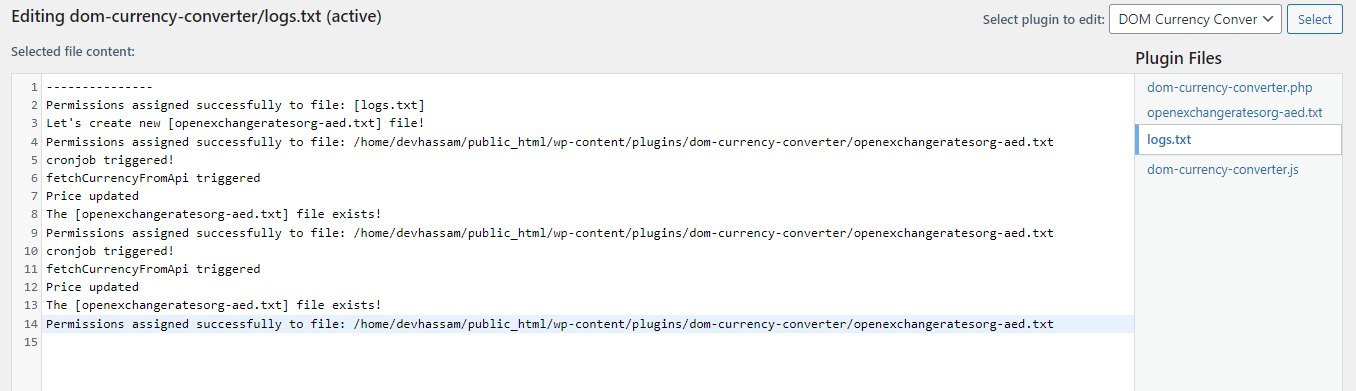 Editing dom-currency-converter/logs.txt (active)
Select plugin to edit: DOM Currency Conver Select
Selected file content:
Plugin Files
1 ---------------
2 Permissions assigned successfully to file: [logs.txt]
3 Let's create new [openexchangeratesorg-aed.txt] file!
4 Permissions assigned successfully to file: /home/devhassam/public_html/wp-content/plugins/dom-currency-converter/openexchangeratesorg-aed.txt
5 cronjob triggered!
6 fetchCurrencyFromApi triggered
7 Price updated
8 The [openexchangeratesorg-aed.txt] file exists!
9 Permissions assigned successfully to file: /home/devhassam/public_html/wp-content/plugins/dom-currency-converter/openexchangeratesorg-aed.txt
10 cronjob triggered!
11 fetchCurrencyFromApi triggered
12 Price updated
13 The [openexchangeratesorg-aed.txt] file exists!
14 Permissions assigned successfully to file: /home/devhassam/public_html/wp-content/plugins/dom-currency-converter/openexchangeratesorg-aed.txt
15
dom-currency-converter.php
openexchangeratesorg-aed.txt
logs.txt
dom-currency-converter.js